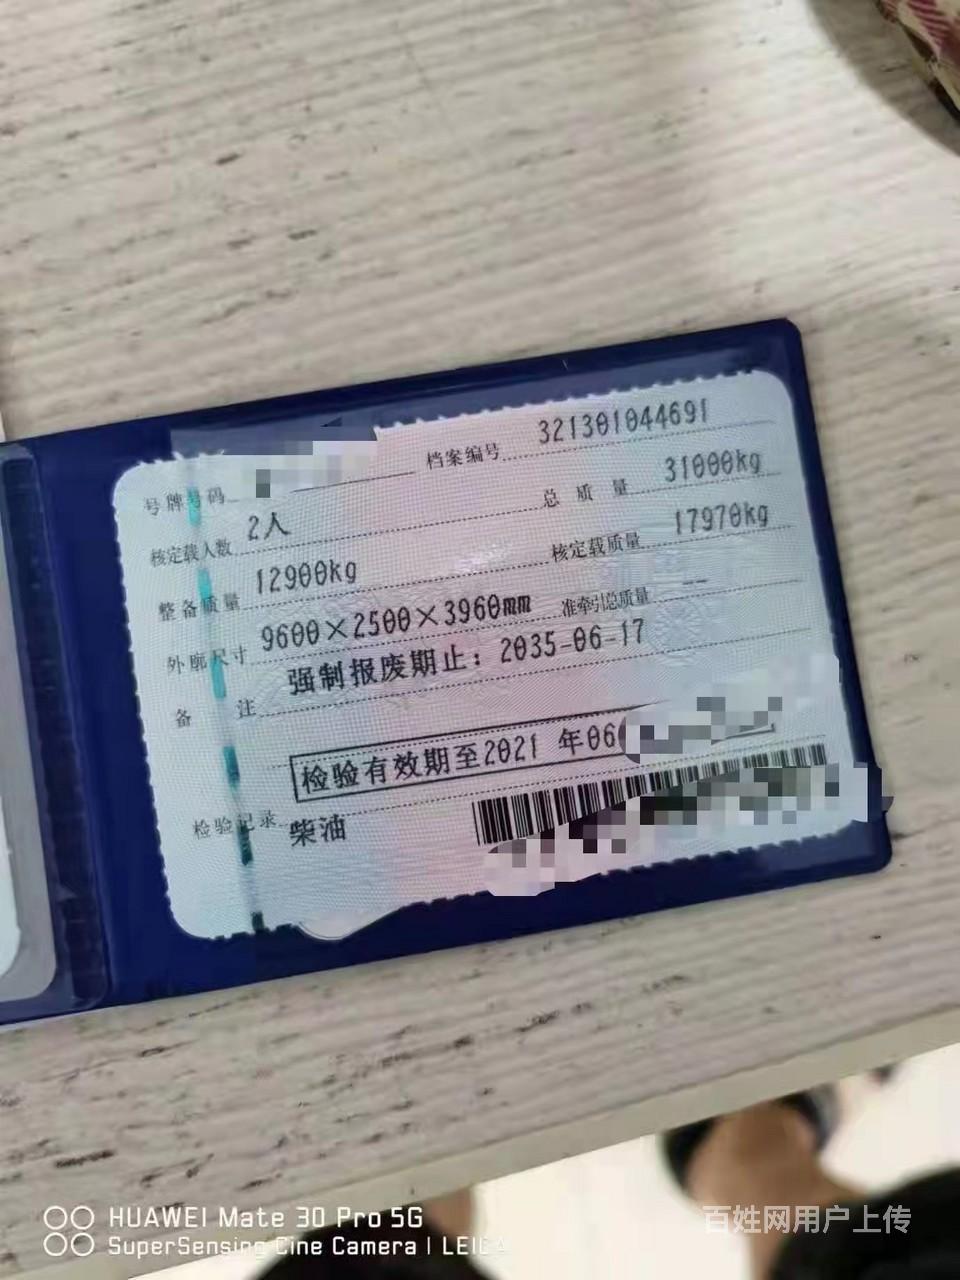 号牌号码 档案编号 321301044691
核定载人数 2人 总质量 31000kg
整备质量 12900kg 核定载质量 17970kg
外廓尺寸 9600×2500×3960mm 准牵引总质量 --
备注 强制报废期止：2035-06-17
检验有效期至2021 年06
检验记录 柴油
HUAWEI Mate 30 Pro 5G
SuperSensing Cine Camera | LEICA
百姓网用户上传